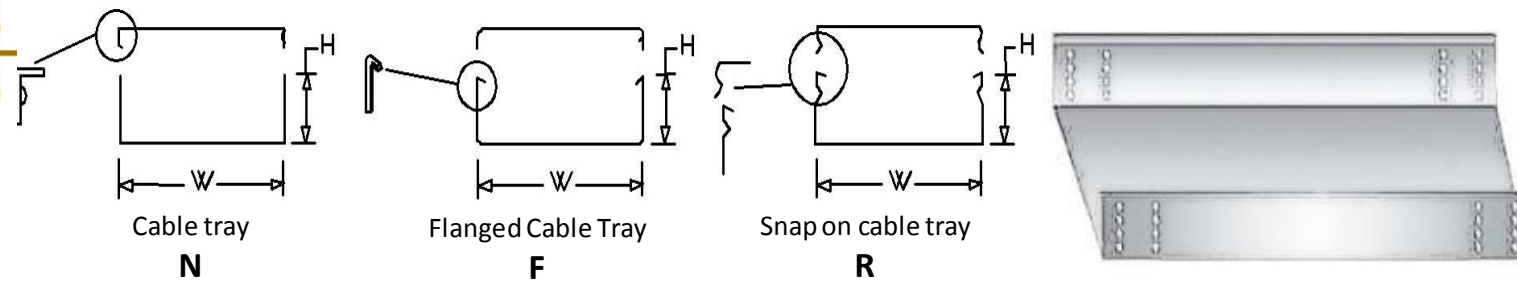 H
H
H
W
W
W
Cable tray
Flanged Cable Tray
Snap on cable tray
N
F
R